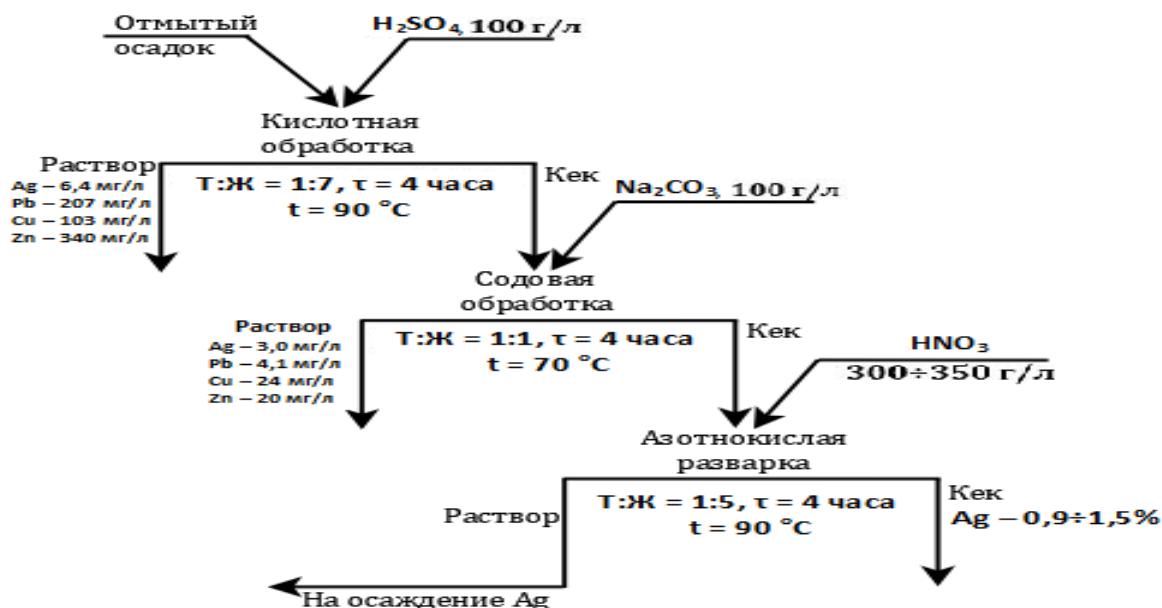 Отмытый
осадок
H₂SO₄, 100 г/л
Кислотная
обработка
Раствор
Ag – 6,4 мг/л
Pb – 207 мг/л
Cu – 103 мг/л
Zn – 340 мг/л
Т:Ж = 1:7, τ = 4 часа
t = 90 °C
Кек
Na₂CO₃, 100 г/л
Содовая
обработка
Раствор
Ag – 3,0 мг/л
Pb – 4,1 мг/л
Cu – 24 мг/л
Zn – 20 мг/л
Т:Ж = 1:1, τ = 4 часа
t = 70 °C
Кек
HNO₃
300÷350 г/л
Азотнокислая
разварка
Раствор
Т:Ж = 1:5, τ = 4 часа
t = 90 °C
Кек
Ag – 0,9÷1,5%
На осаждение Ag